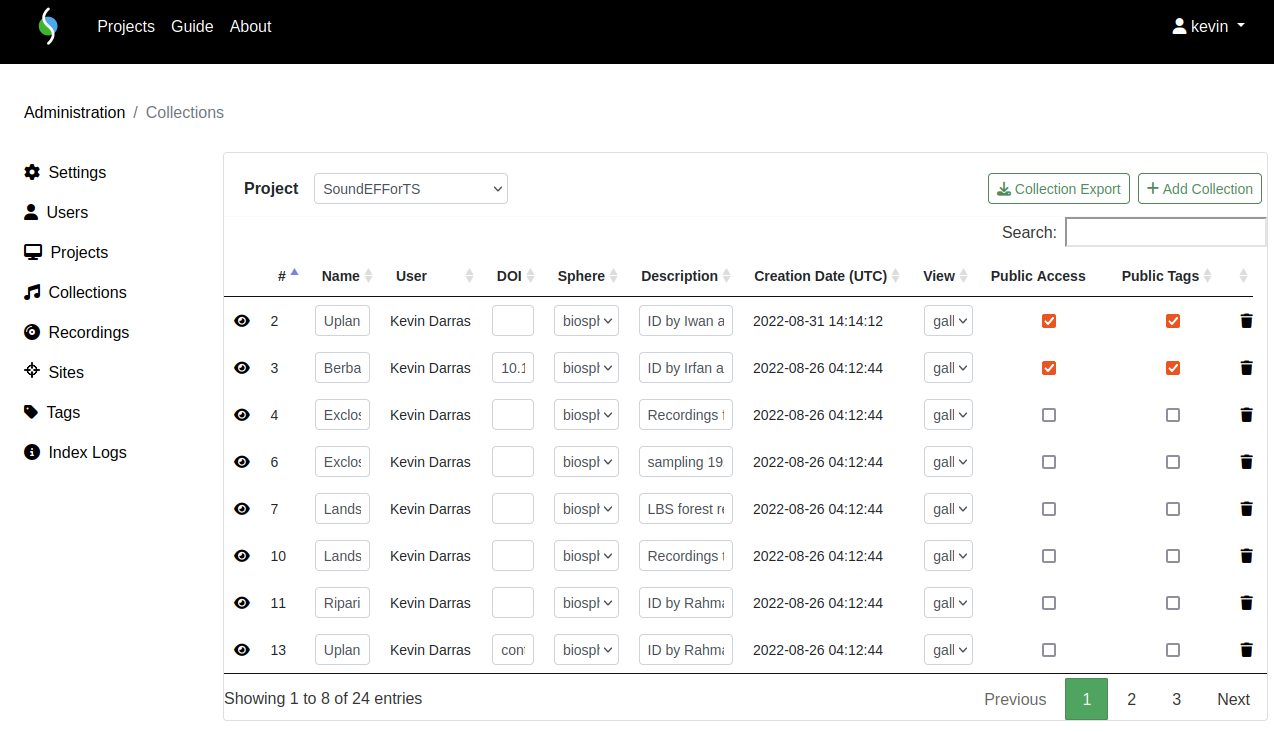 Projects Guide About kevin
Administration / Collections
Settings
Users
Projects
Collections
Recordings
Sites
Tags
Index Logs
Project SoundEFForTS Collection Export Add Collection
Search:
# Name User DOI Sphere Description Creation Date (UTC) View Public Access Public Tags
2 Uplan Kevin Darras biosph ID by Iwan a 2022-08-31 14:14:12 gall
3 Berba Kevin Darras 10.1 biosph ID by Irfan a 2022-08-26 04:12:44 gall
4 Exclos Kevin Darras biosph Recordings f 2022-08-26 04:12:44 gall
6 Exclos Kevin Darras biosph sampling 19 2022-08-26 04:12:44 gall
7 Lands Kevin Darras biosph LBS forest re 2022-08-26 04:12:44 gall
10 Lands Kevin Darras biosph Recordings f 2022-08-26 04:12:44 gall
11 Ripari Kevin Darras biosph ID by Rahma 2022-08-26 04:12:44 gall
13 Uplan Kevin Darras con biosph ID by Rahma 2022-08-26 04:12:44 gall
Showing 1 to 8 of 24 entries Previous 1 2 3 Next